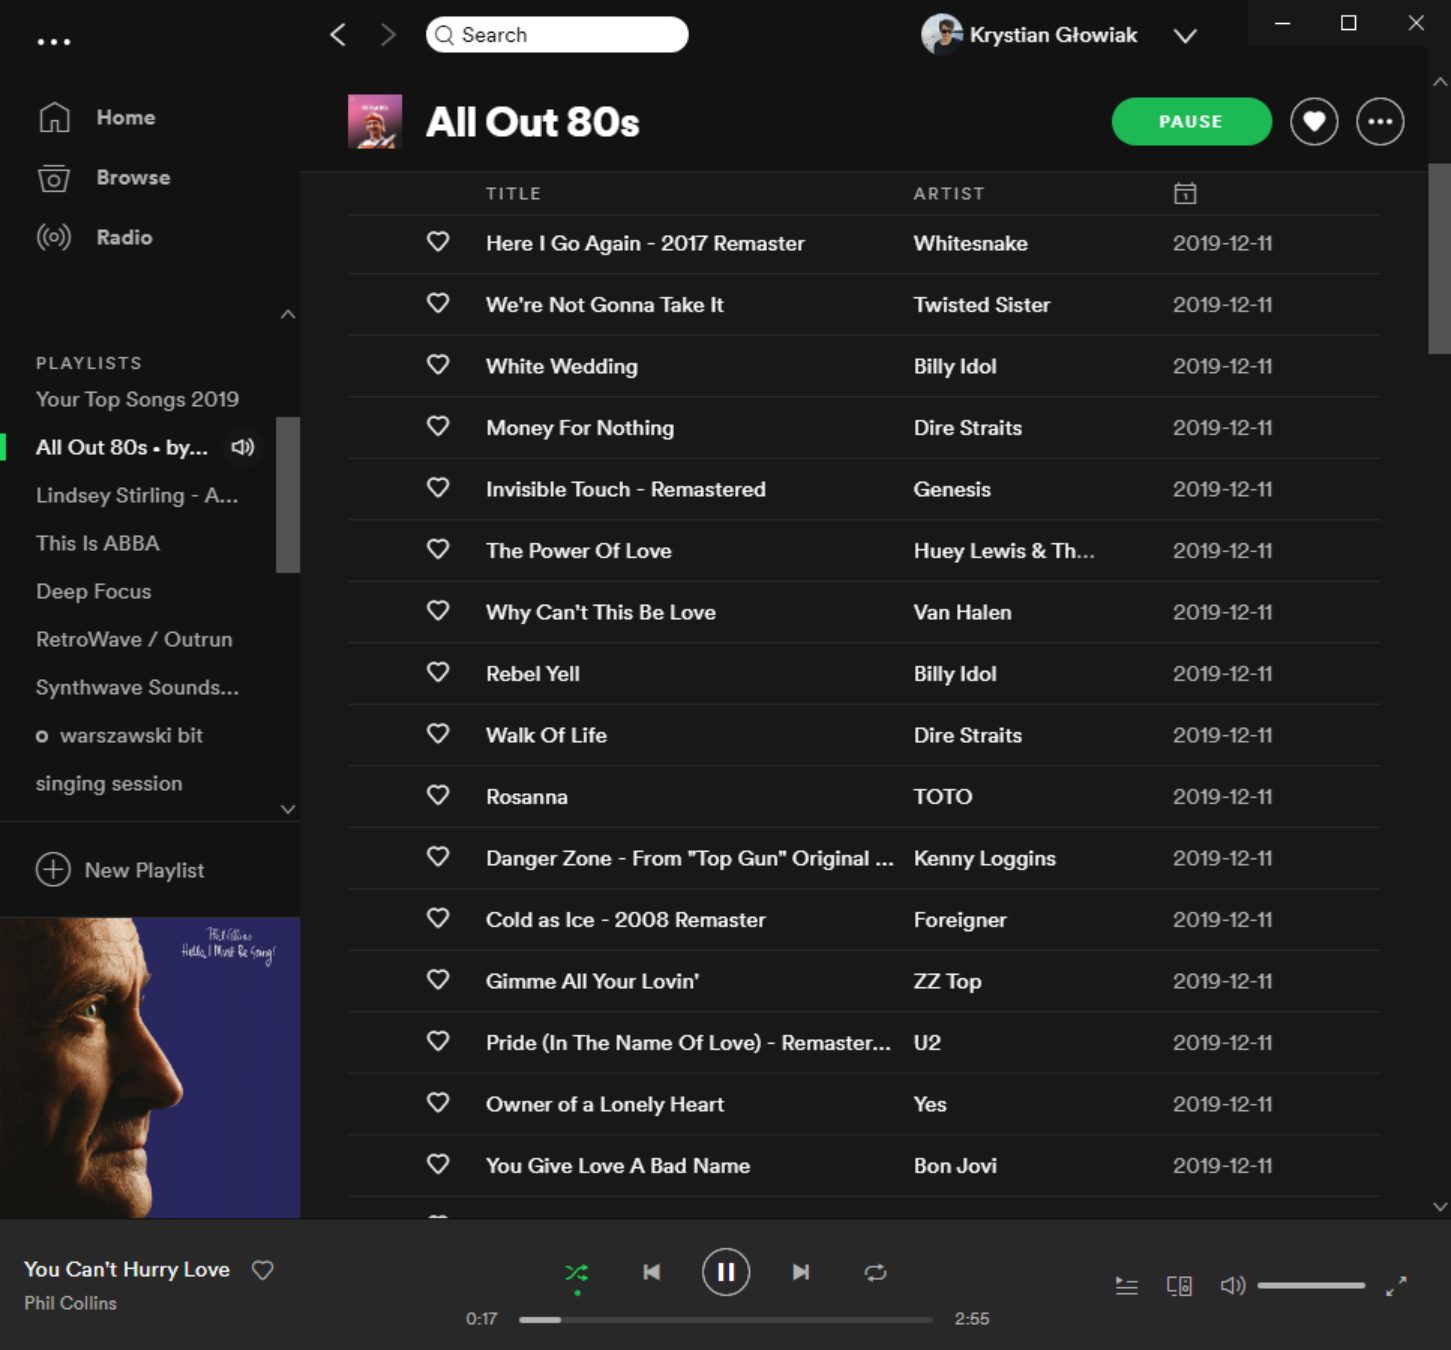 Search
Krystian Głowiak
Home
Browse
Radio
PLAYLISTS
Your Top Songs 2019
All Out 80s • by...
Lindsey Stirling - A...
This Is ABBA
Deep Focus
RetroWave / Outrun
Synthwave Sounds...
warszawski bit
singing session
New Playlist
Phil Collins
Hello, I Must Be Going!
All Out 80s
PAUSE
TITLE ARTIST
Here I Go Again - 2017 Remaster Whitesnake 2019-12-11
We're Not Gonna Take It Twisted Sister 2019-12-11
White Wedding Billy Idol 2019-12-11
Money For Nothing Dire Straits 2019-12-11
Invisible Touch - Remastered Genesis 2019-12-11
The Power Of Love Huey Lewis & Th... 2019-12-11
Why Can't This Be Love Van Halen 2019-12-11
Rebel Yell Billy Idol 2019-12-11
Walk Of Life Dire Straits 2019-12-11
Rosanna TOTO 2019-12-11
Danger Zone - From "Top Gun" Original ... Kenny Loggins 2019-12-11
Cold as Ice - 2008 Remaster Foreigner 2019-12-11
Gimme All Your Lovin' ZZ Top 2019-12-11
Pride (In The Name Of Love) - Remaster... U2 2019-12-11
Owner of a Lonely Heart Yes 2019-12-11
You Give Love A Bad Name Bon Jovi 2019-12-11
You Can't Hurry Love
Phil Collins
0:17 2:55